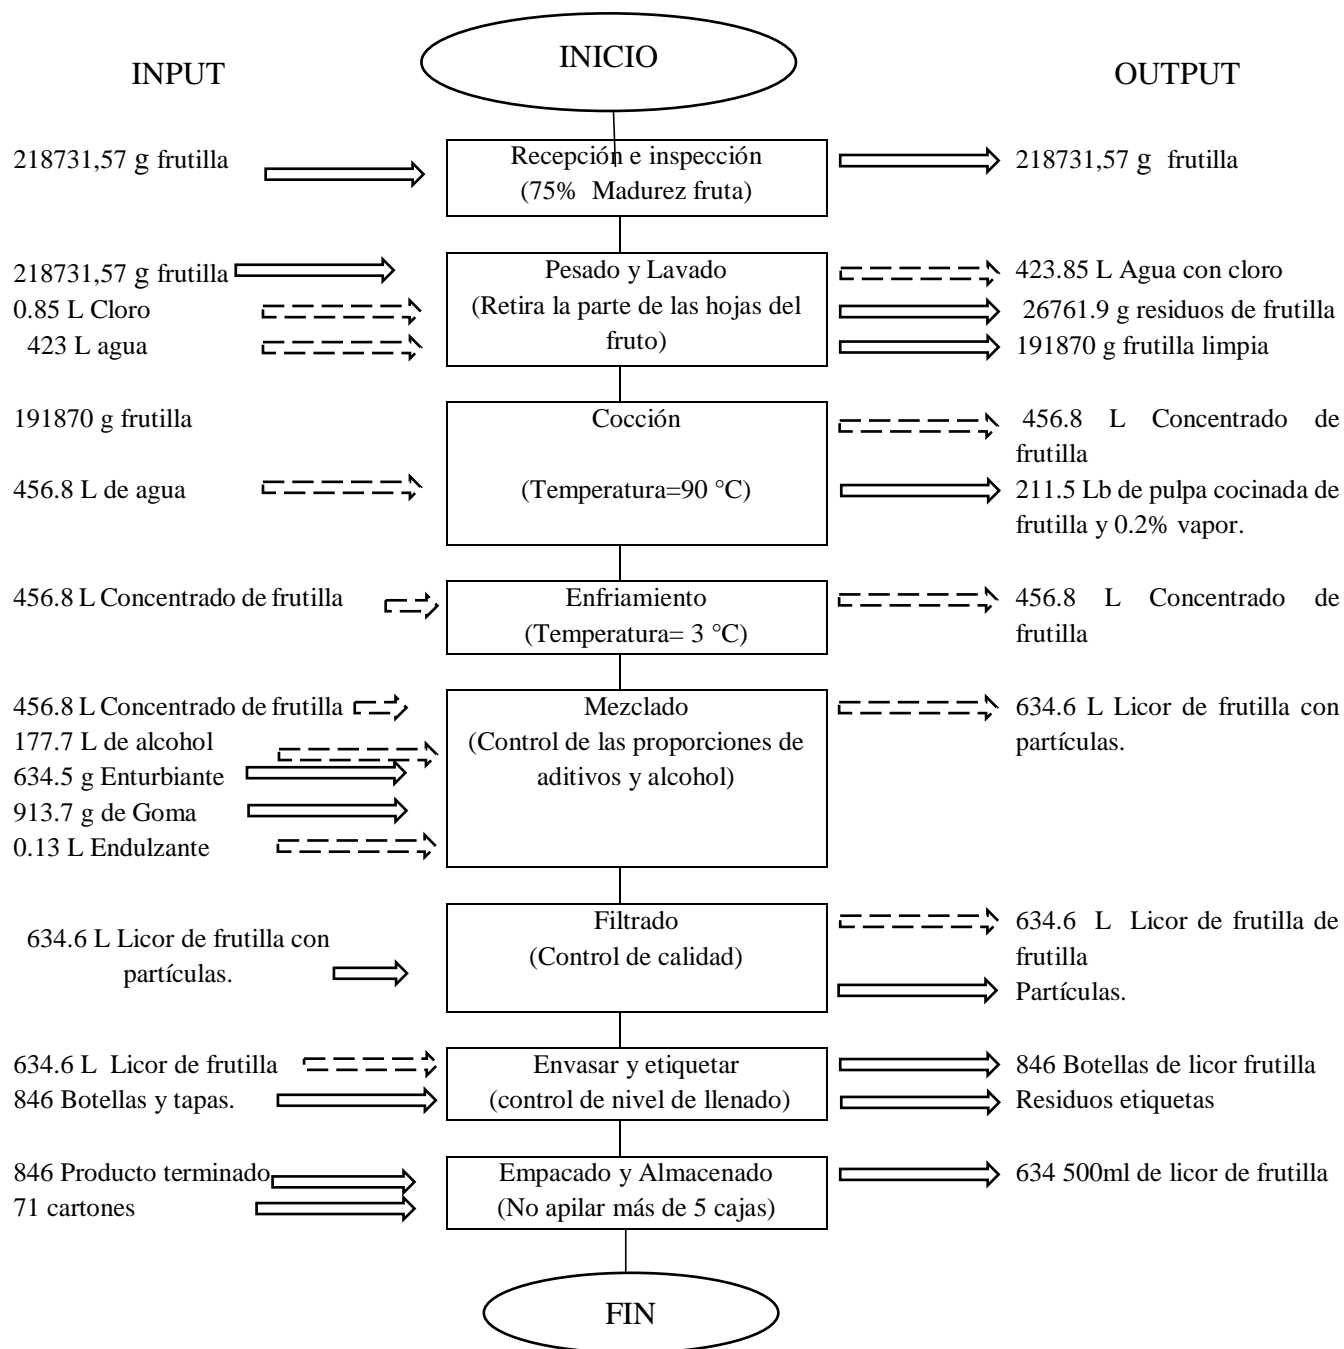 INICIO
INPUT
OUTPUT
218731,57 g frutilla
Recepción e inspección
(75% Madurez fruta)
218731,57 g frutilla
218731,57 g frutilla
0.85 L Cloro
423 L agua
Pesado y Lavado
(Retira la parte de las hojas del
fruto)
423.85 L Agua con cloro
26761.9 g residuos de frutilla
191870 g frutilla limpia
191870 g frutilla
456.8 L de agua
Cocción
(Temperatura=90 °C)
456.8 L Concentrado de
frutilla
211.5 Lb de pulpa cocinada de
frutilla y 0.2% vapor.
456.8 L Concentrado de frutilla
Enfriamiento
(Temperatura= 3 °C)
456.8 L Concentrado de
frutilla
456.8 L Concentrado de frutilla
177.7 L de alcohol
634.5 g Enturbiante
913.7 g de Goma
0.13 L Endulzante
Mezclado
(Control de las proporciones de
aditivos y alcohol)
634.6 L Licor de frutilla con
partículas.
634.6 L Licor de frutilla con
partículas.
Filtrado
(Control de calidad)
634.6 L Licor de frutilla de
frutilla
Partículas.
634.6 L Licor de frutilla
846 Botellas y tapas.
Envasar y etiquetar
(control de nivel de llenado)
846 Botellas de licor frutilla
Residuos etiquetas
846 Producto terminado
71 cartones
Empacado y Almacenado
(No apilar más de 5 cajas)
634 500ml de licor de frutilla
FIN